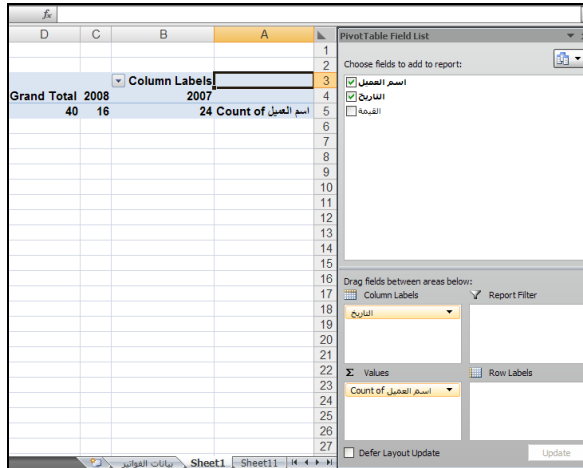 fx
D C B A
PivotTable Field List
1
2
Choose fields to add to report:
3 Column Labels
اسم العميل
4 Grand Total 2008 2007
التاريخ
5 40 16 24 Count of اسم العميل
القيمة
6
7
8
9
10
11
12
13
14
15
16
Drag fields between areas below:
17
Column Labels Report Filter
18
التاريخ
19
20
21
22
Σ Values Row Labels
23
Count of اسم العميل
24
25
26
27
Defer Layout Update Update
بيانات الفواتير Sheet1 Sheet11